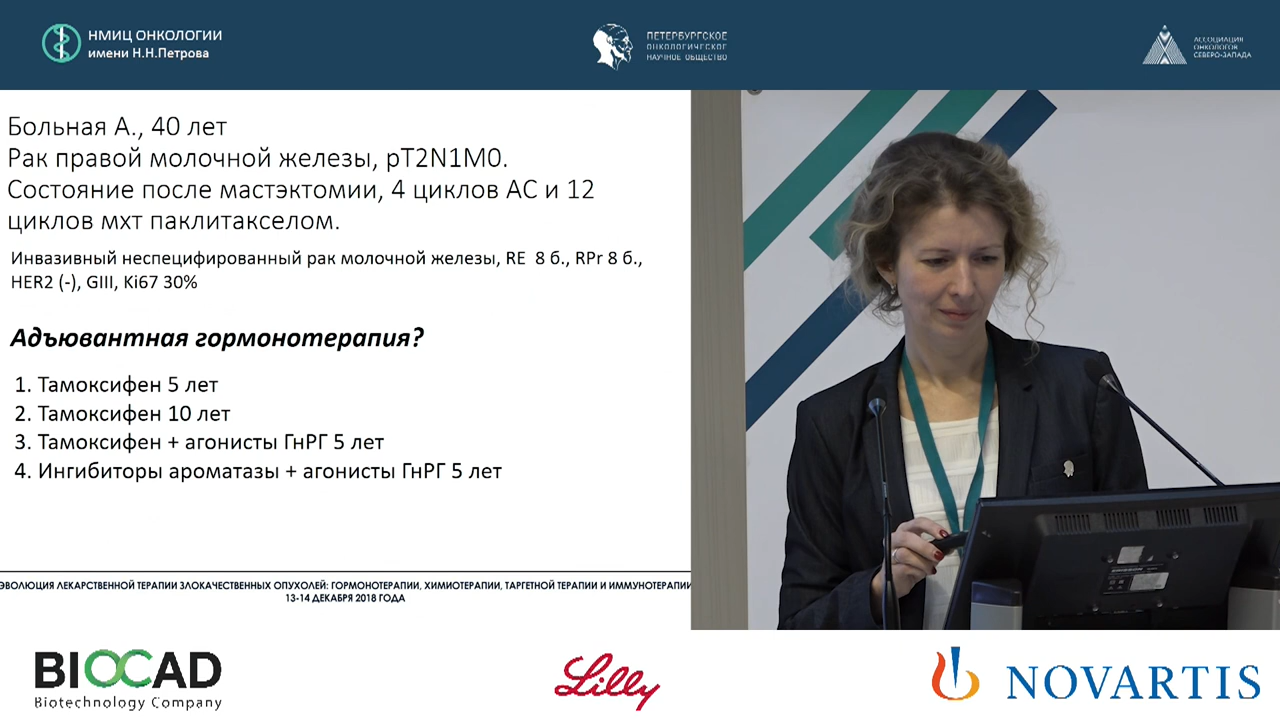 НМИЦ ОНКОЛОГИИ
имени Н.Н.Петрова
ПЕТЕРБУРГСКОЕ
ОНКОЛОГИЧЕСКОЕ
НАУЧНОЕ ОБЩЕСТВО
АССОЦИАЦИЯ
ОНКОЛОГОВ
СЕВЕРО-ЗАПАДА
Больная А., 40 лет
Рак правой молочной железы, pT2N1M0.
Состояние после мастэктомии, 4 циклов АС и 12
циклов мхт паклитакселом.
Инвазивный неспецифированный рак молочной железы, RE 8 б., RPr 8 б.,
HER2 (-), GIII, Ki67 30%
Адъювантная гормонотерапия?
1. Тамоксифен 5 лет
2. Тамоксифен 10 лет
3. Тамоксифен + агонисты ГнРГ 5 лет
4. Ингибиторы ароматазы + агонисты ГнРГ 5 лет
ЭВОЛЮЦИЯ ЛЕКАРСТВЕННОЙ ТЕРАПИИ ЗЛОКАЧЕСТВЕННЫХ ОПУХОЛЕЙ: ГОРМОНОТЕРАПИИ, ХИМИОТЕРАПИИ, ТАРГЕТНОЙ ТЕРАПИИ И ИММУНОТЕРАПИИ
13-14 ДЕКАБРЯ 2018 ГОДА
BIOCAD
Biotechnology Company
Lilly
NOVARTIS